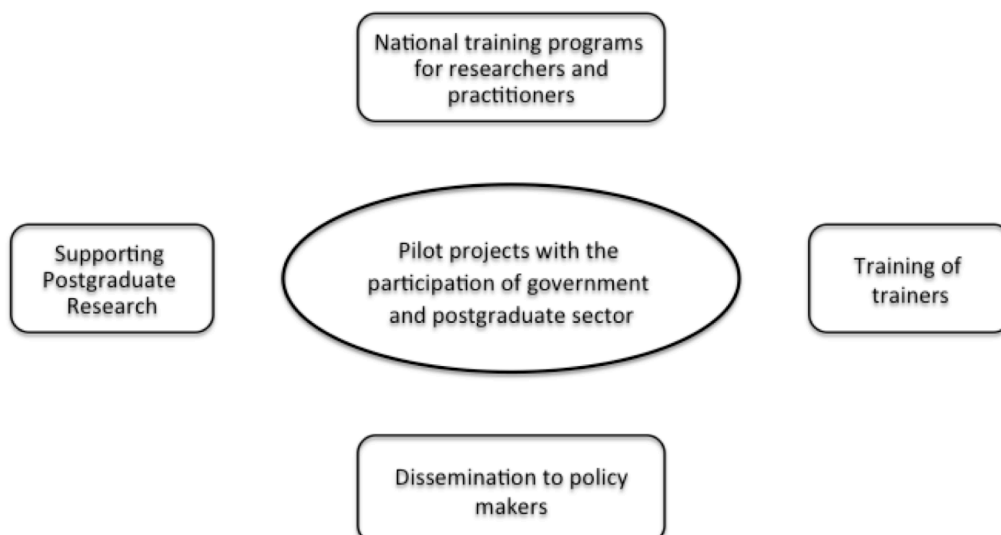 National training programs
for researchers and
practitioners
Supporting
Postgraduate
Research
Pilot projects with the
participation of government
and postgraduate sector
Training of
trainers
Dissemination to policy
makers